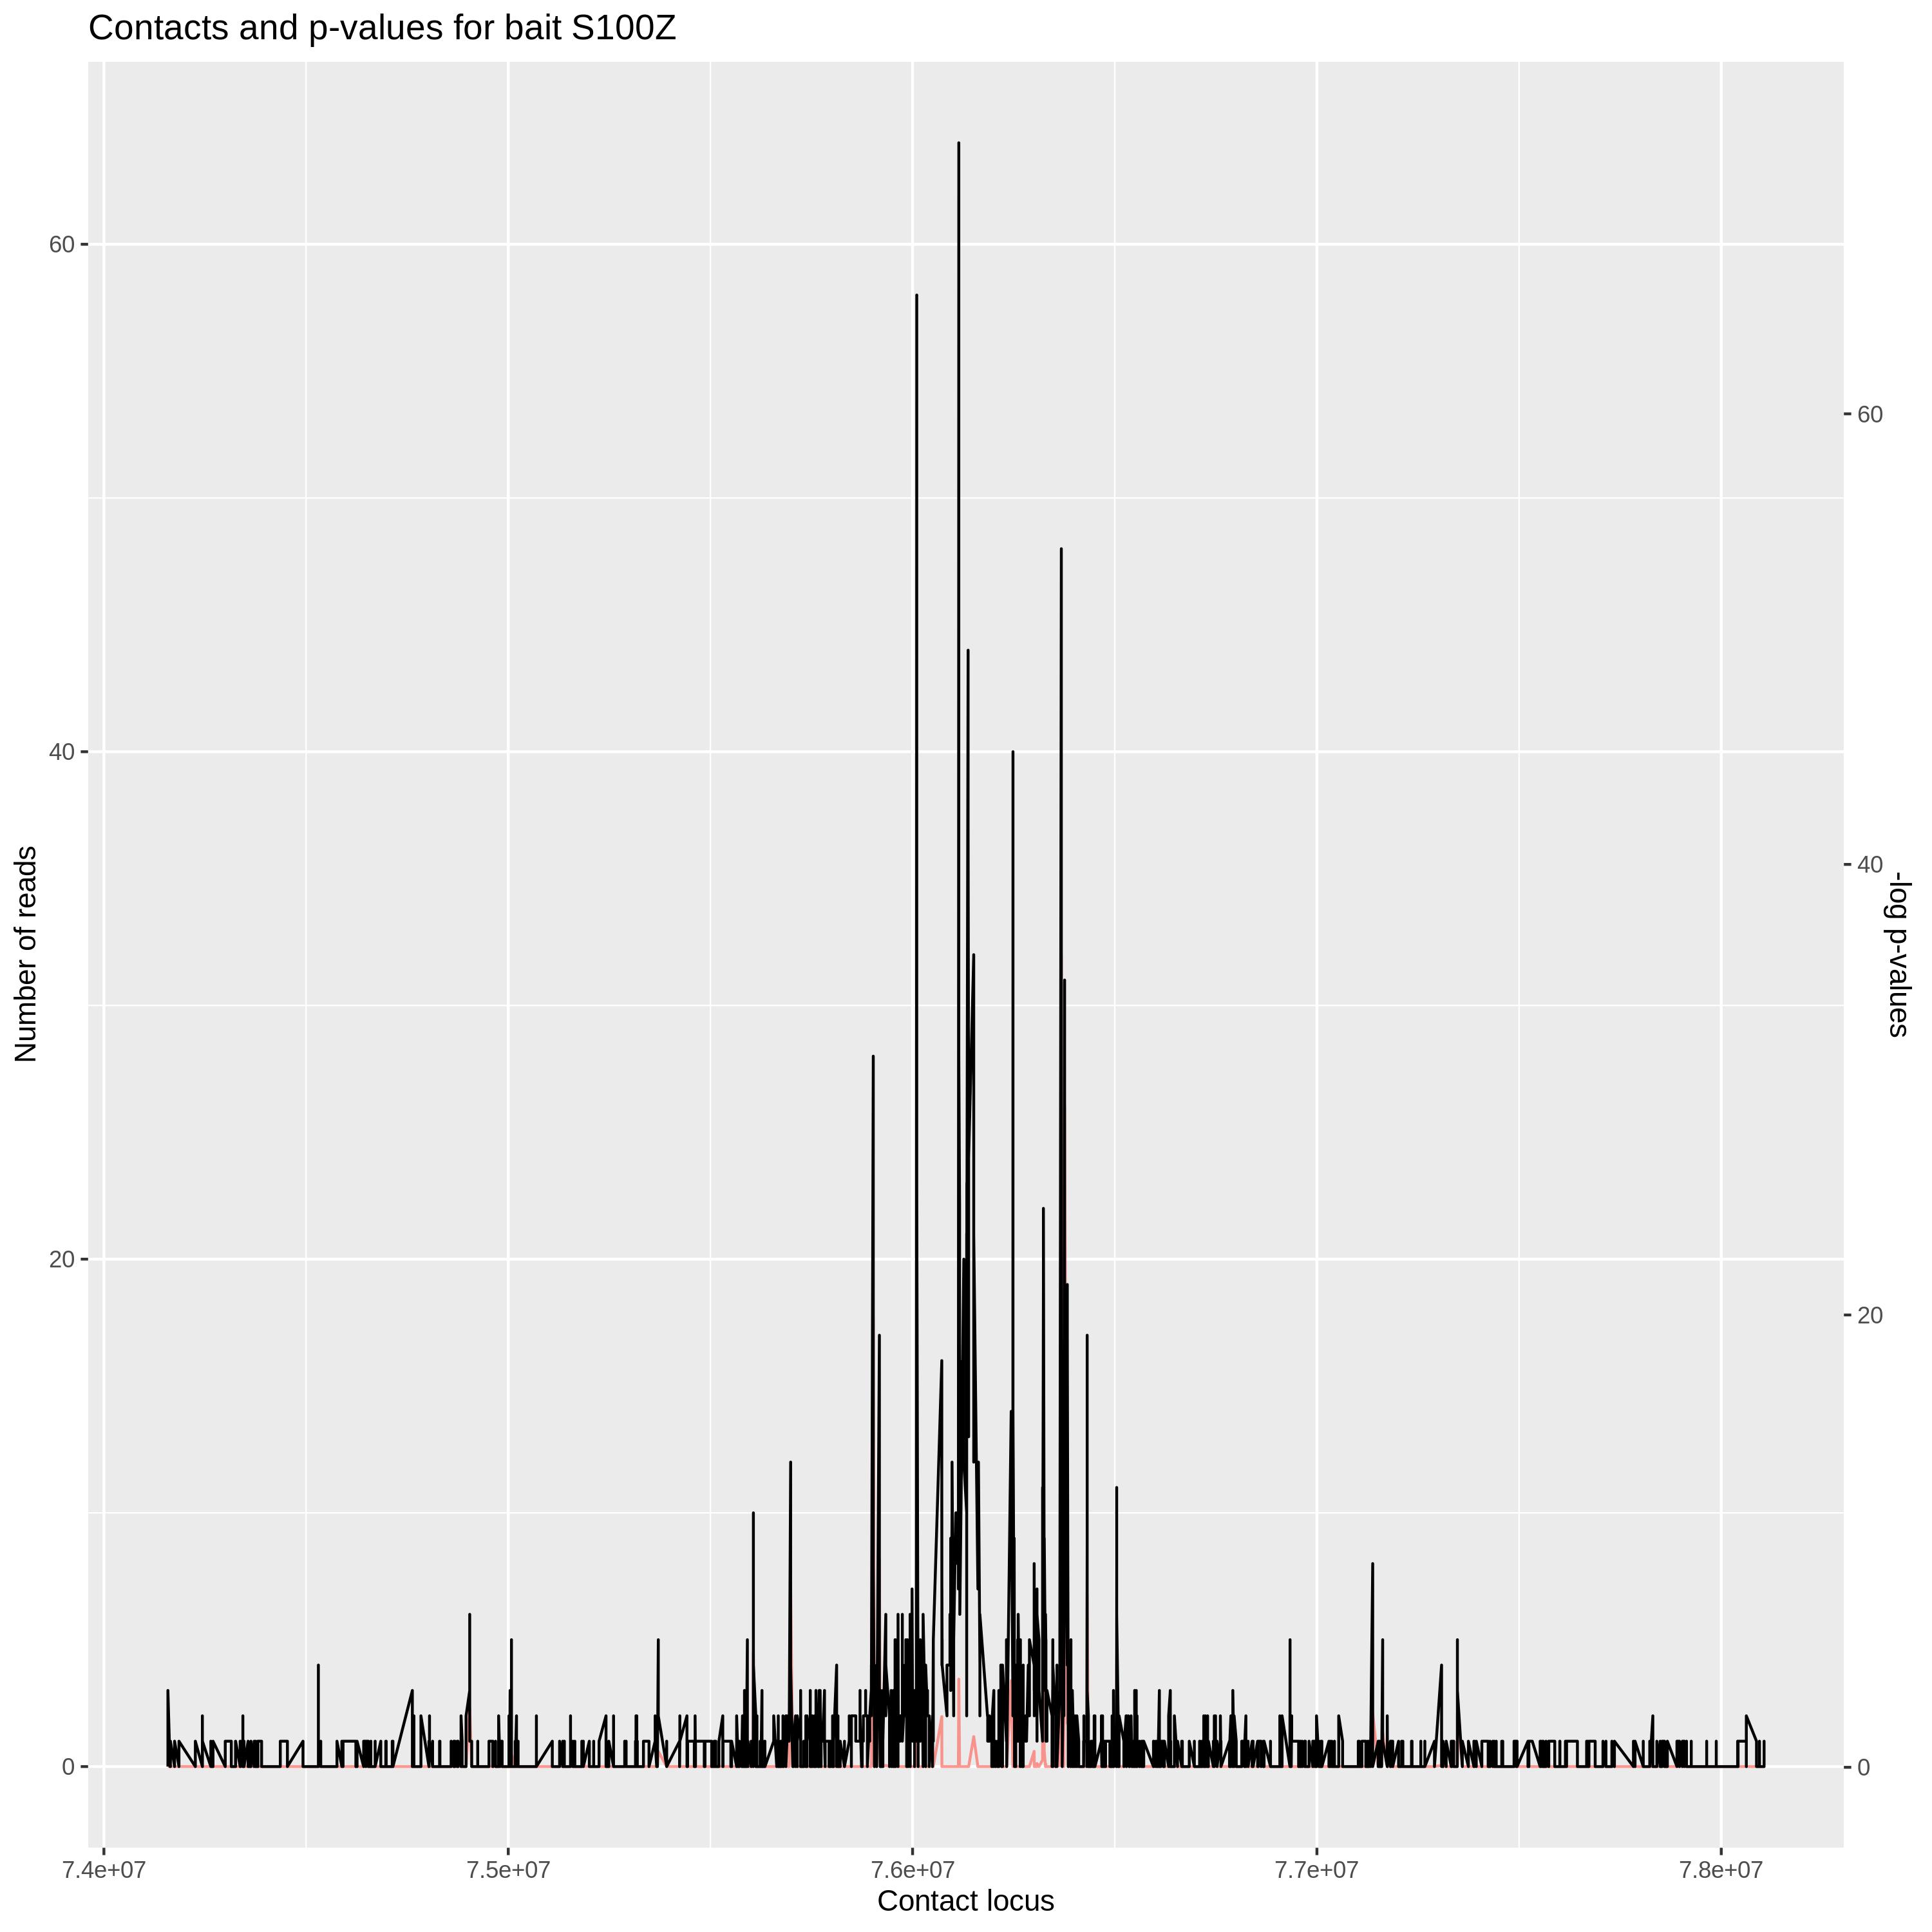 Contacts and p-values for bait S100Z
60
40
20
0
Number of reads
60
40
20
0
-log p-values
7.4e+07 7.5e+07 7.6e+07 7.7e+07 7.8e+07
Contact locus